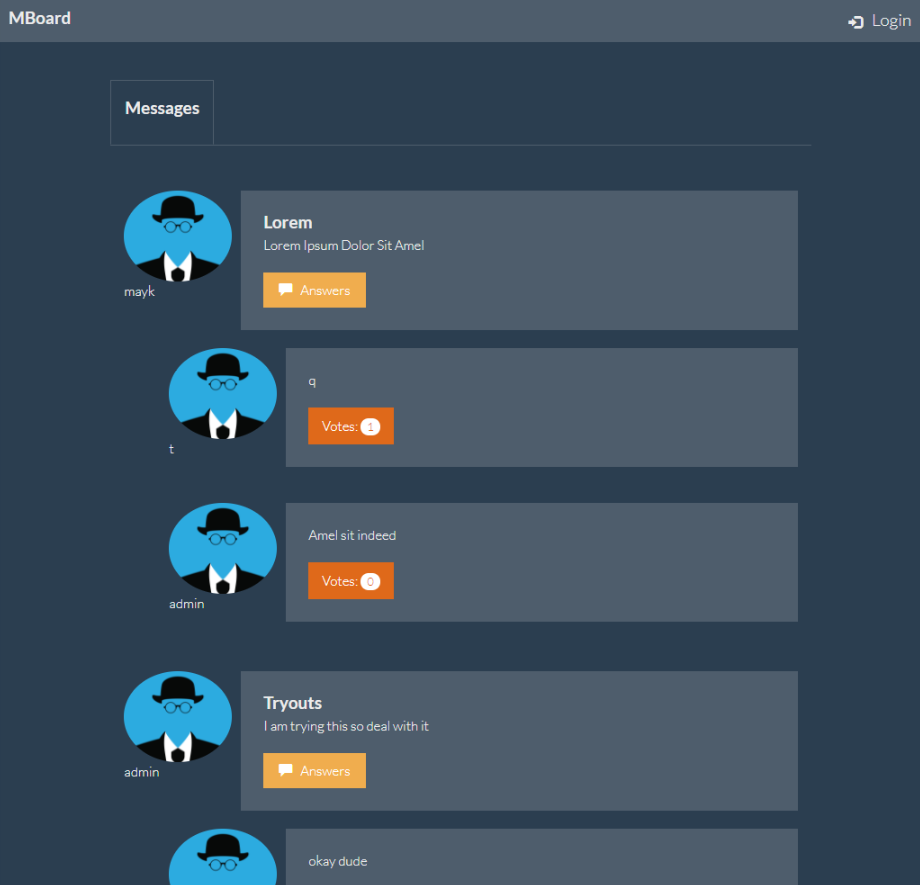 MBoard
Login
Messages
Lorem
Lorem Ipsum Dolor Sit Amel
Answers
mayk
q
Votes: 1
t
Amel sit indeed
Votes: 0
admin
Tryouts
I am trying this so deal with it
Answers
admin
okay dude